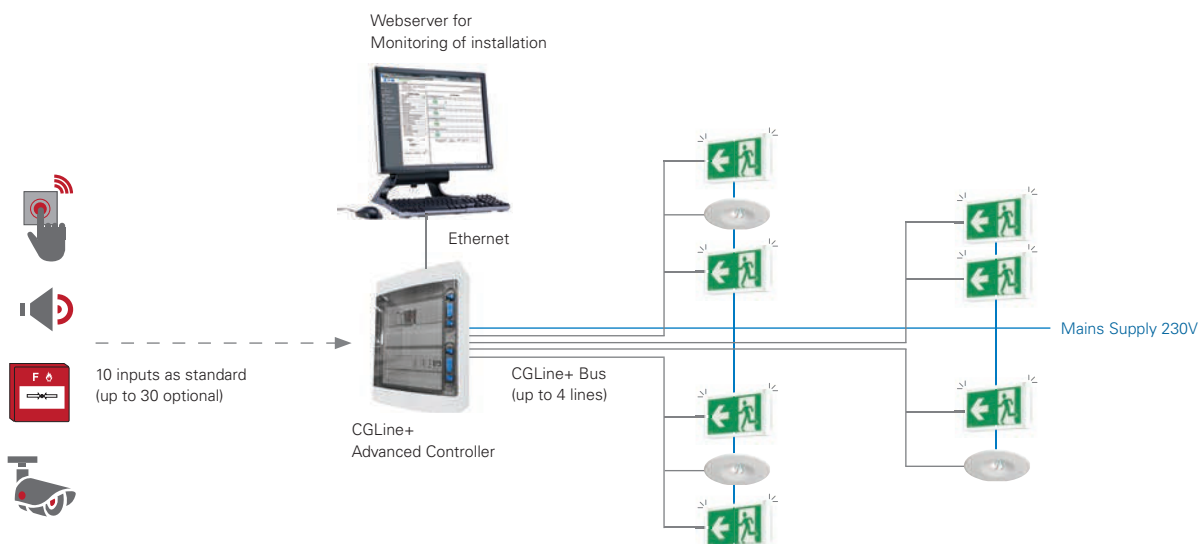 Webserver for
Monitoring of installation
Ethernet
Mains Supply 230V
F
10 inputs as standard
(up to 30 optional)
CGLine+ Bus
(up to 4 lines)
CGLine+
Advanced Controller